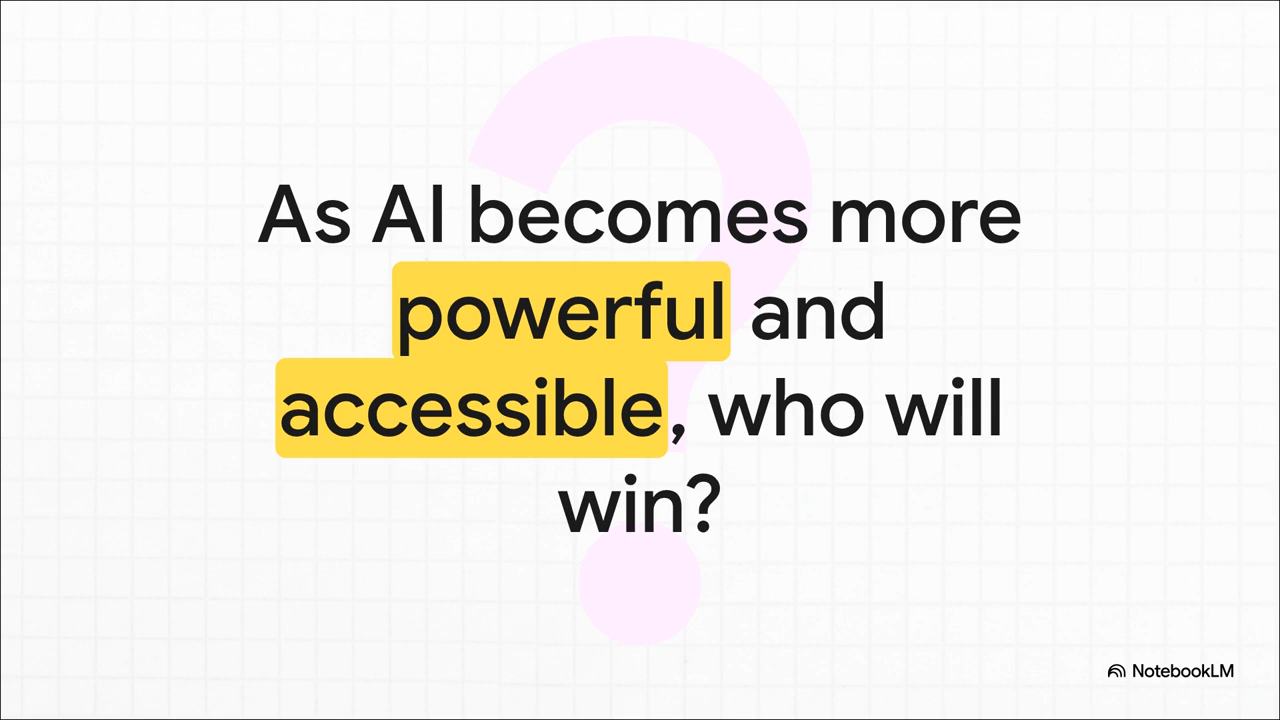 As AI becomes more
powerful and
accessible, who will
win?
NotebookLM